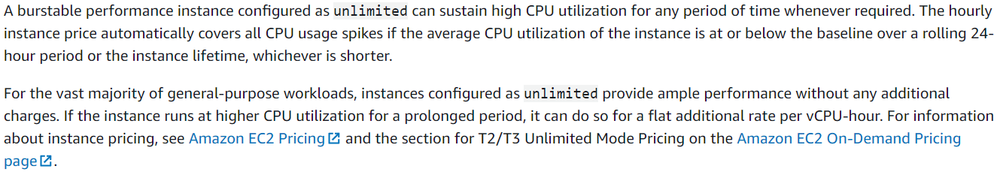 A burstable performance instance configured as unlimited can sustain high CPU utilization for any period of time whenever required. The hourly
instance price automatically covers all CPU usage spikes if the average CPU utilization of the instance is at or below the baseline over a rolling 24-
hour period or the instance lifetime, whichever is shorter.
For the vast majority of general-purpose workloads, instances configured as unlimited provide ample performance without any additional
charges. If the instance runs at higher CPU utilization for a prolonged period, it can do so for a flat additional rate per vCPU-hour. For information
about instance pricing, see Amazon EC2 Pricing and the section for T2/T3 Unlimited Mode Pricing on the Amazon EC2 On-Demand Pricing
page.